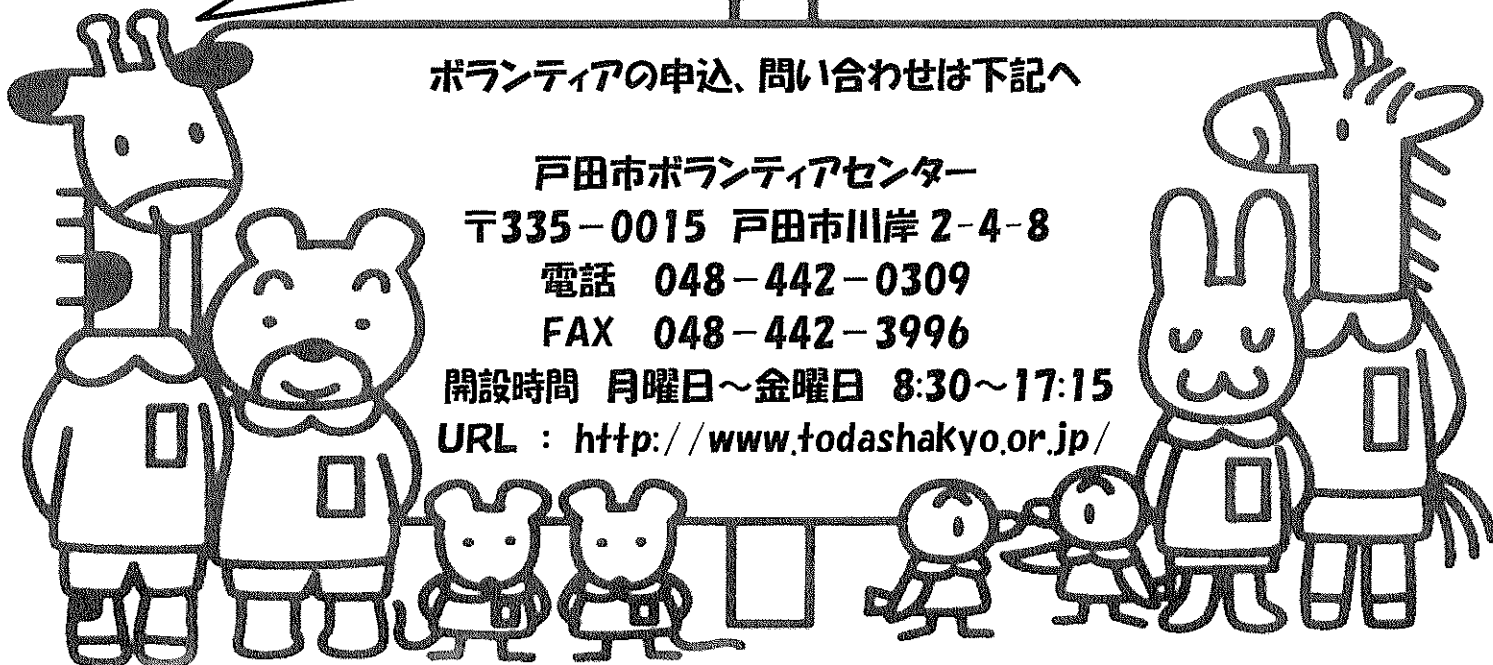 ボランティアの申込、問い合わせは下記へ
戸田市ボランティアセンター
〒335－0015 戸田市川岸 2-4-8
電話 048－442－0309
FAX 048－442－3996
開設時間 月曜日～金曜日 8:30～17:15
URL : http://www.todashakyo.or.jp/